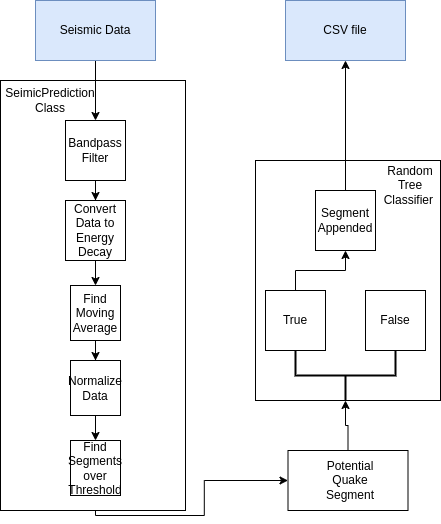 Seismic Data
SeimicPrediction
Class
Bandpass
Filter
Convert
Data to
Energy
Decay
Find
Moving
Average
Normalize
Data
Find
Segments
over
Threshold
CSV file
Random
Tree
Classifier
Segment
Appended
True
False
Potential
Quake
Segment